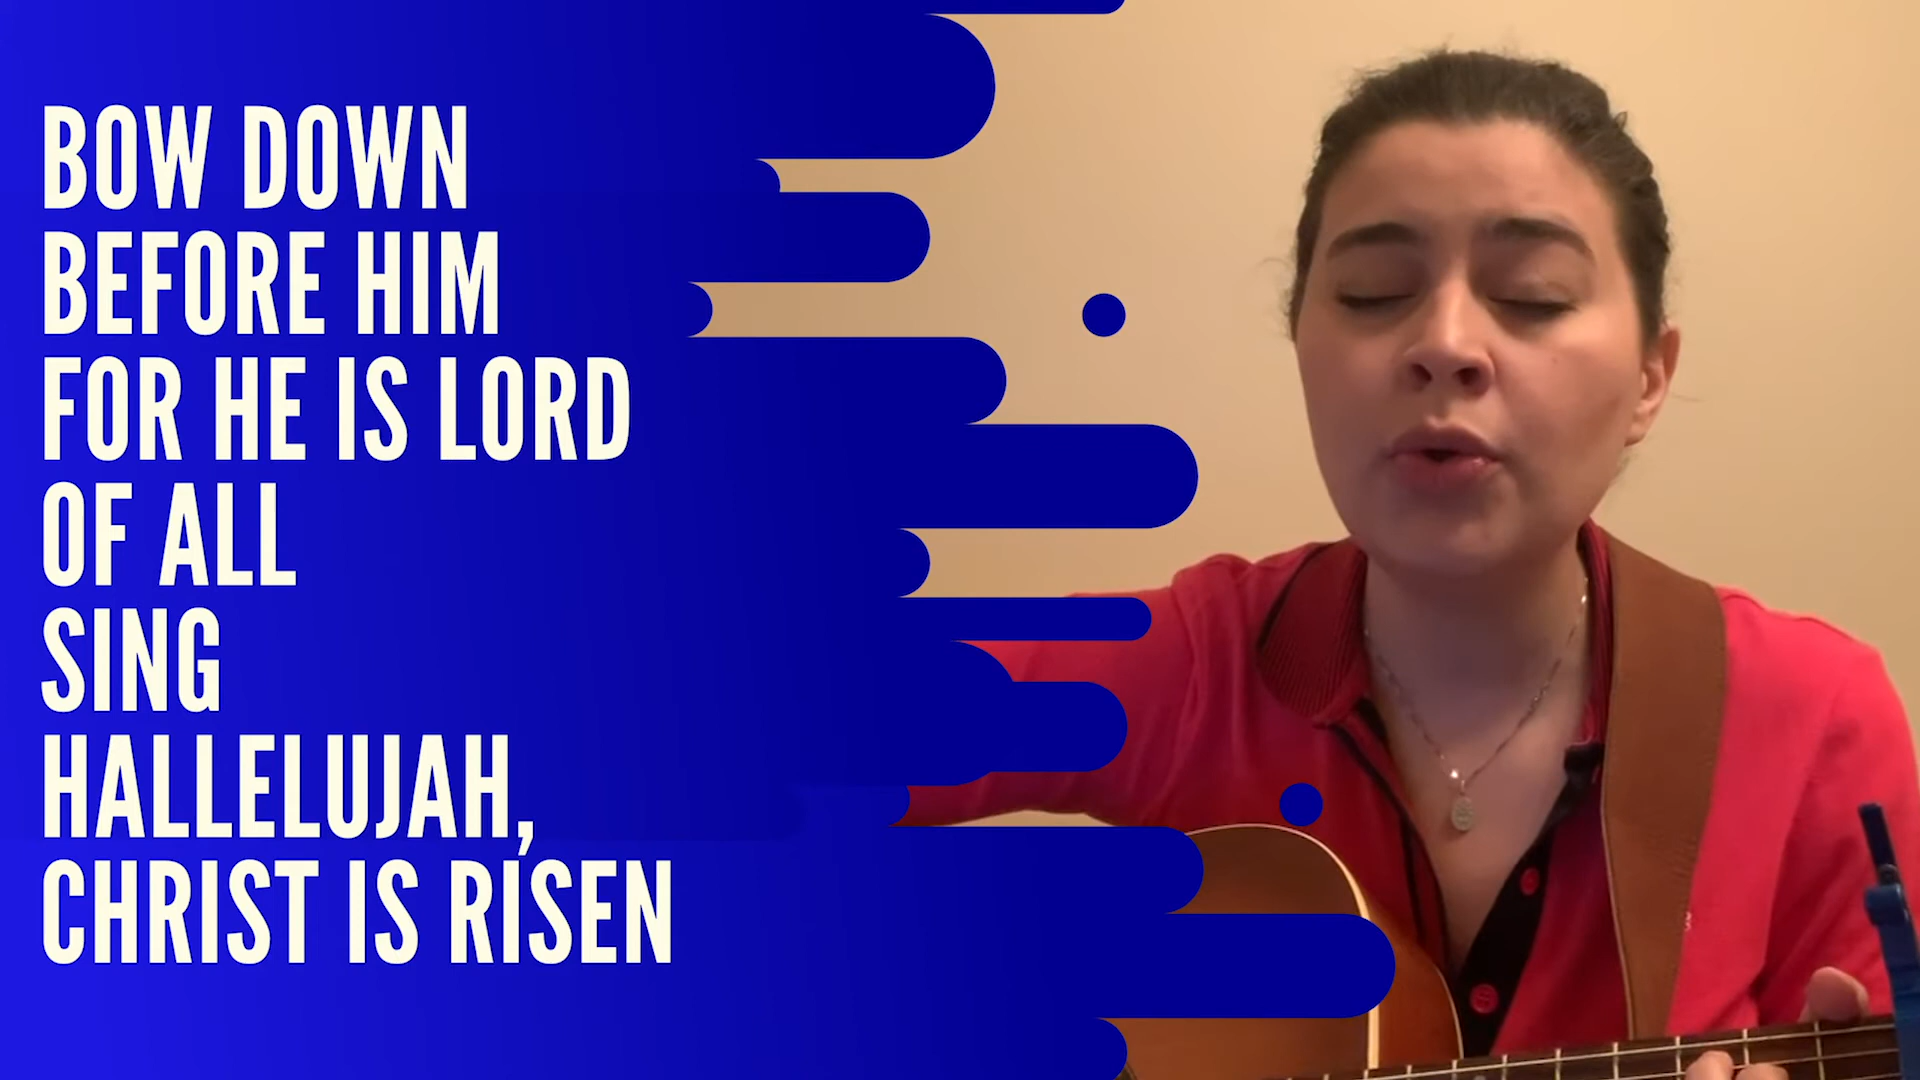 BOW DOWN
BEFORE HIM
FOR HE IS LORD
OF ALL
SING
HALLELUJAH,
CHRIST IS RISEN